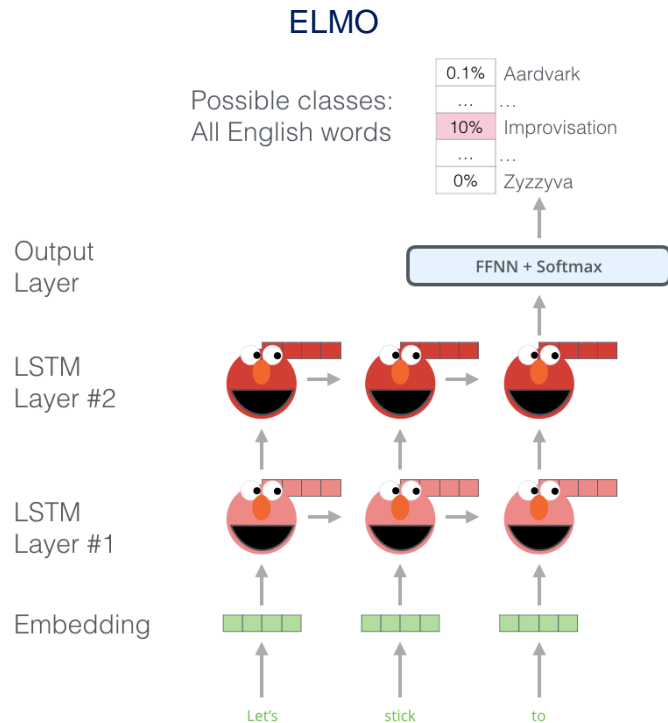 ELMO
Possible classes:
All English words
0.1% Aardvark
... ...
10% Improvisation
... ...
0% Zyzzyva
Output
Layer
FFNN + Softmax
LSTM
Layer #2
LSTM
Layer #1
Embedding
Let's stick to